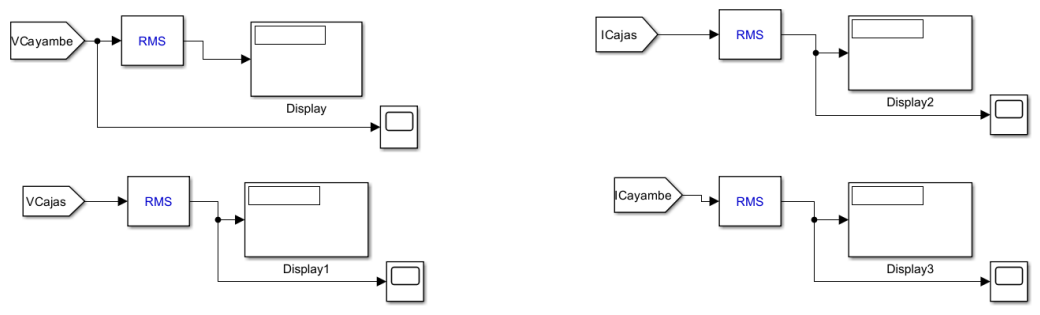 VCayambe
RMS
Display
ICajas
RMS
Display2
VCajas
RMS
Display1
ICayambe
RMS
Display3